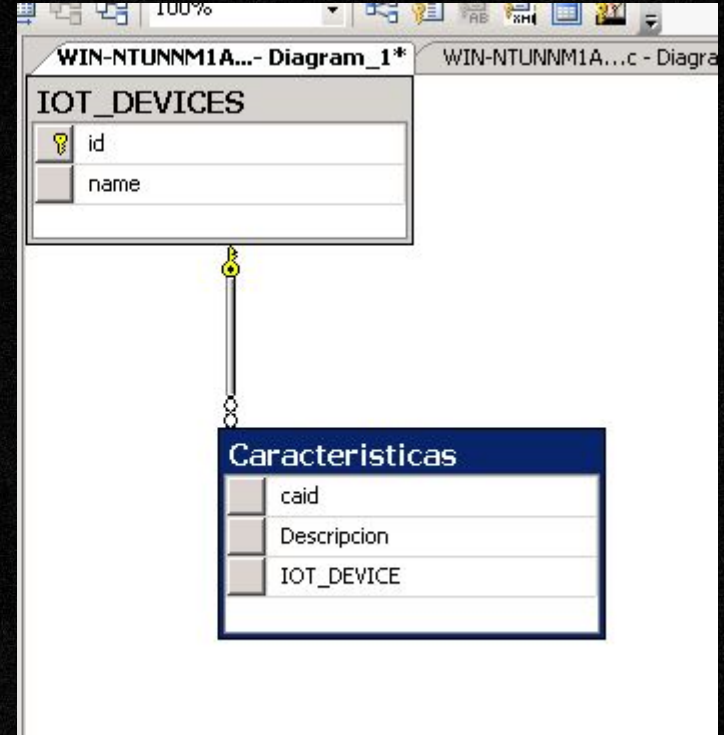 100%
WIN-NTUNNM1A...- Diagram_1*
WIN-NTUNNM1A...c - Diagra
IOT_DEVICES
id
name
Caracteristicas
caid
Descripcion
IOT_DEVICE